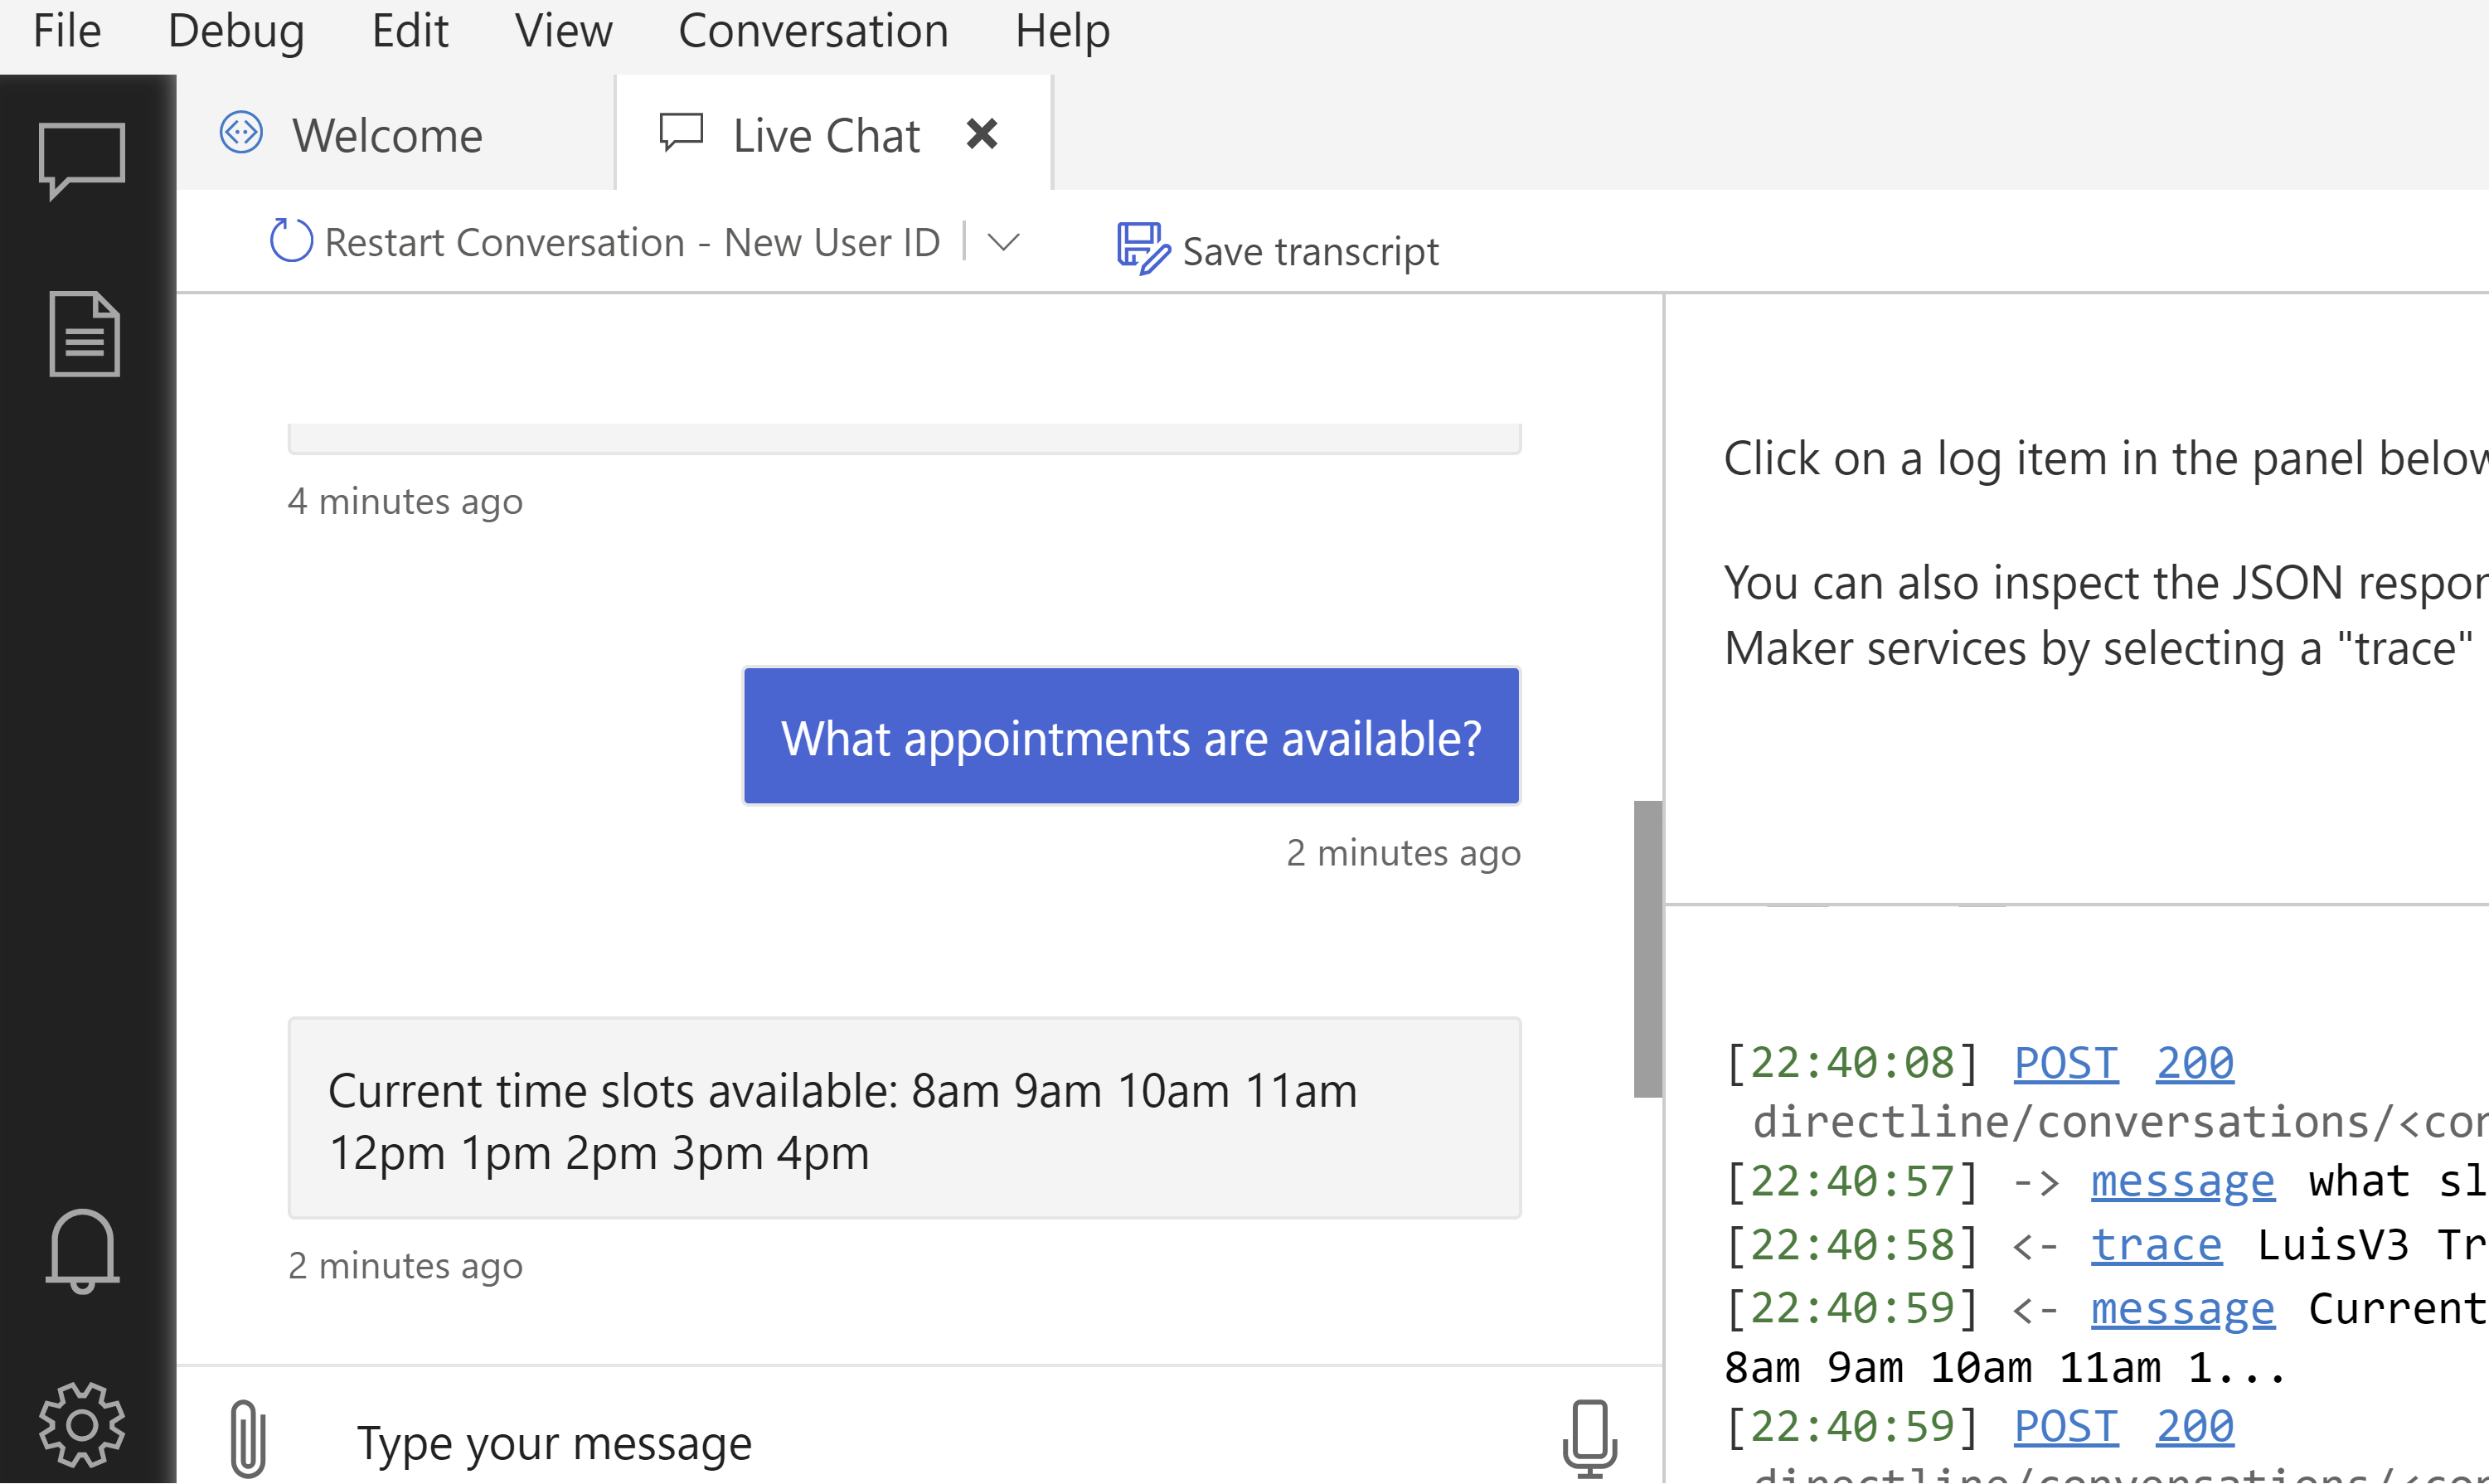 File Debug Edit View Conversation Help
Welcome Live Chat
Restart Conversation - New User ID Save transcript
4 minutes ago
What appointments are available?
2 minutes ago
Current time slots available: 8am 9am 10am 11am
12pm 1pm 2pm 3pm 4pm
2 minutes ago
Type your message
Click on a log item in the panel below
You can also inspect the JSON
Maker services by selecting a "trace"
[22:40:08] POST 200
directline/conversations/
[22:40:57] -> message what
[22:40:58] <- trace LuisV3
[22:40:59] <- message Current
8am 9am 10am 11am 1...
[22:40:59] POST 200